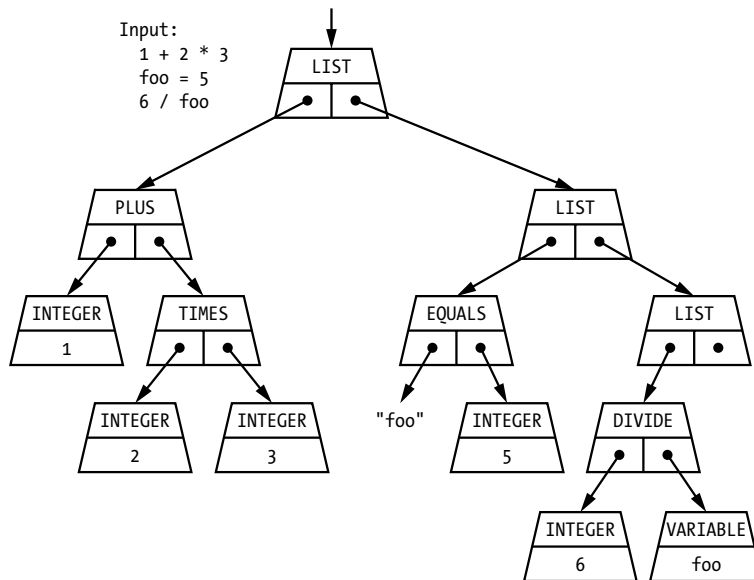 Input:
1 + 2 * 3
foo = 5
6 / foo
LIST
PLUS
LIST
INTEGER
1
TIMES
EQUALS
LIST
INTEGER
2
INTEGER
3
"foo"
INTEGER
5
DIVIDE
INTEGER
6
VARIABLE
foo